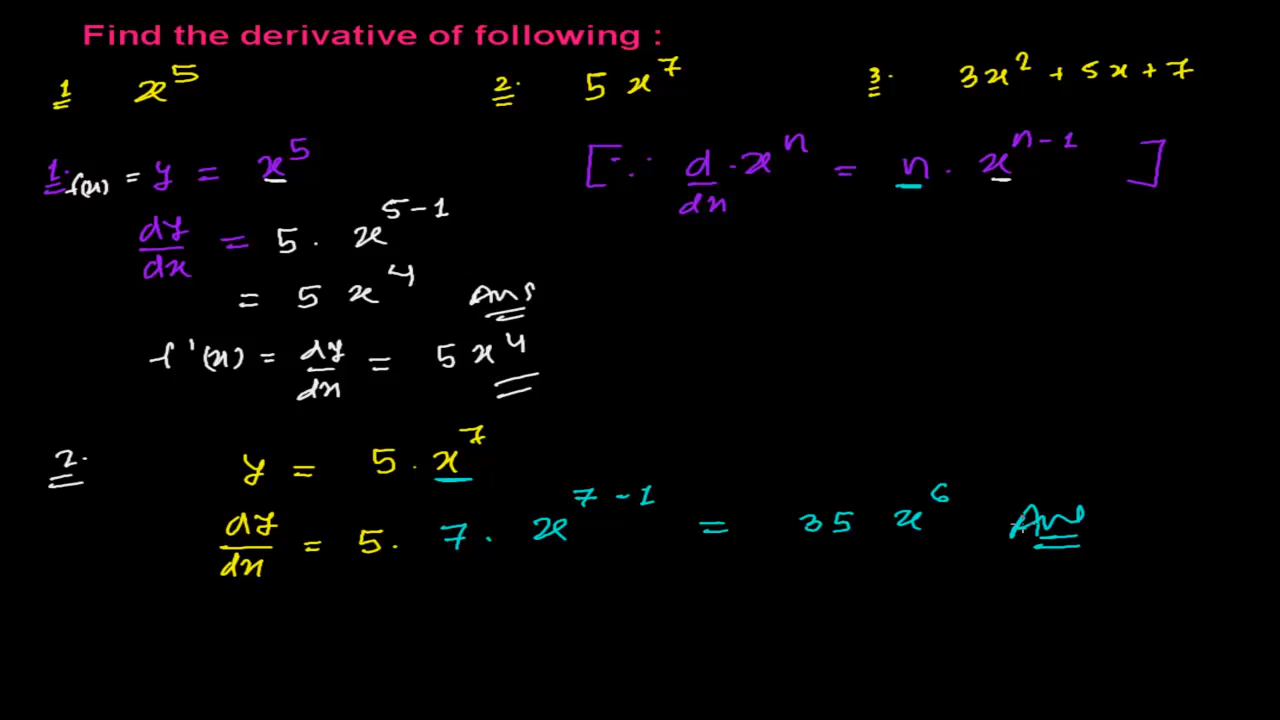 Find the derivative of following :
1 x^5 2. 5x^7 3. 3x^2 + 5x + 7
1. f(x) = y = x^5 [∵ d/dx · x^n = n · x^{n-1} ]
dy/dx = 5 · x^{5-1}
= 5 x^4 Ans
f'(x) = dy/dx = 5 x^4
2. y = 5 · x^7
dy/dx = 5 · 7 · x^{7-1} = 35 x^6 Ans